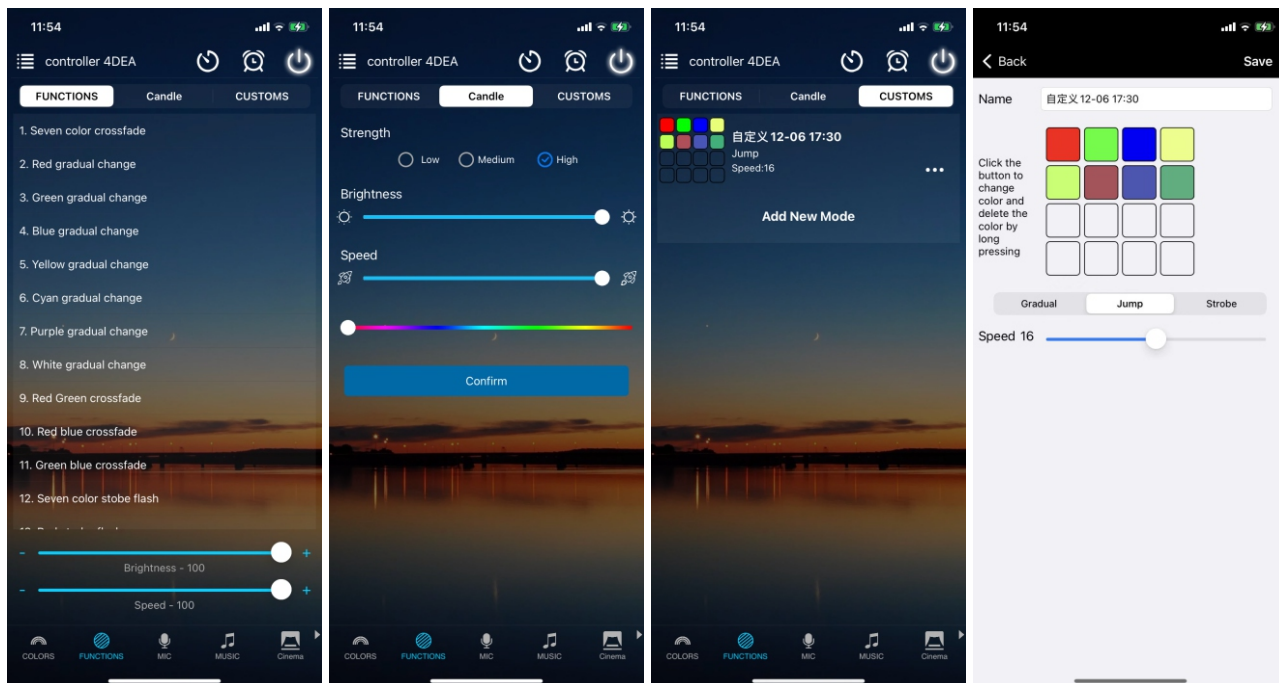 11:54
controller 4DEA
FUNCTIONS Candle CUSTOMS
1. Seven color crossfade
2. Red gradual change
3. Green gradual change
4. Blue gradual change
5. Yellow gradual change
6. Cyan gradual change
7. Purple gradual change
8. White gradual change
9. Red Green crossfade
10. Red blue crossfade
11. Green blue crossfade
12. Seven color stobe flash
- +
Brightness - 100
- +
Speed - 100
COLORS FUNCTIONS MIC MUSIC Cinema
11:54
controller 4DEA
FUNCTIONS Candle CUSTOMS
Strength
Low Medium High
Brightness
Speed
Confirm
COLORS FUNCTIONS MIC MUSIC Cinema
11:54
controller 4DEA
FUNCTIONS Candle CUSTOMS
自定义 12-06 17:30
Jump
Speed:16
Add New Mode
COLORS FUNCTIONS MIC MUSIC Cinema
11:54
Back Save
Name 自定义 12-06 17:30
Click the
button to
change
color and
delete the
color by
long
pressing
Gradual Jump Strobe
Speed 16